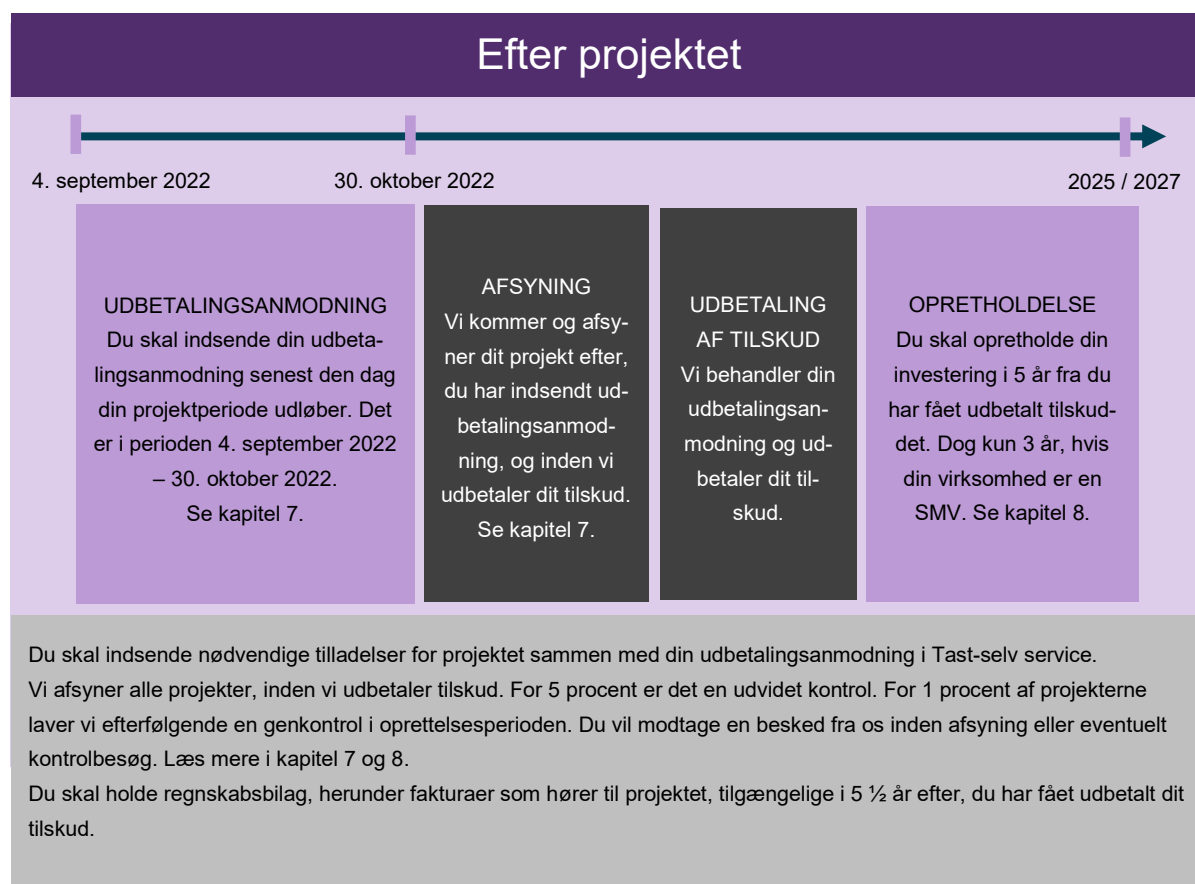 Efter projektet
4. september 2022
30. oktober 2022
2025 / 2027
UDBETALINGSANMODNING
Du skal indsende din udbeta-
lingsanmodning senest den dag
din projektperiode udløber. Det
er i perioden 4. september 2022
– 30. oktober 2022.
Se kapitel 7.
AFSYNING
Vi kommer og afsy-
ner dit projekt efter,
du har indsendt ud-
betalingsanmod-
ning, og inden vi
udbetaler dit tilskud.
Se kapitel 7.
UDBETALING
AF TILSKUD
Vi behandler din
udbetalingsan-
modning og ud-
betaler dit til-
skud.
OPRETHOLDELSE
Du skal opretholde din
investering i 5 år fra du
har fået udbetalt tilskud-
det. Dog kun 3 år, hvis
din virksomhed er en
SMV. Se kapitel 8.
Du skal indsende nødvendige tilladelser for projektet sammen med din udbetalingsanmodning i Tast-selv service.
Vi afsyner alle projekter, inden vi udbetaler tilskud. For 5 procent er det en udvidet kontrol. For 1 procent af projekterne
laver vi efterfølgende en genkontrol i oprettelsesperioden. Du vil modtage en besked fra os inden afsyning eller eventuelt
kontrolbesøg. Læs mere i kapitel 7 og 8.
Du skal holde regnskabsbilag, herunder fakturaer som hører til projektet, tilgængelige i 5 ½ år efter, du har fået udbetalt dit
tilskud.